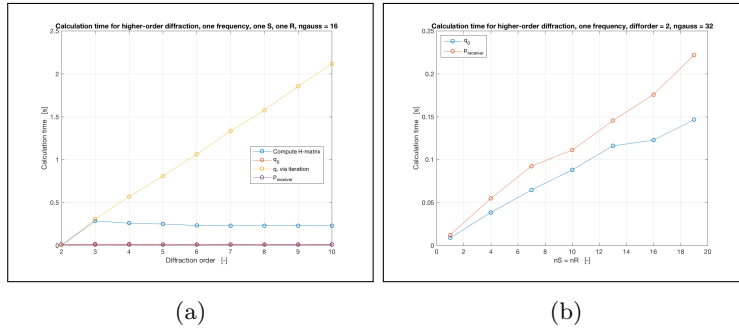 Calculation time for higher-order diffraction, one frequency, one S, one R, ngauss = 16
2.5
2
1.5
1
0.5
0
Calculation time [s]
2 3 4 5 6 7 8 9 10
Diffraction order [-]
Compute H-matrix
q0
q, via iteration
Preceiver
(a)
Calculation time for higher-order diffraction, one frequency, difforder = 2, ngauss = 32
0.25
0.2
0.15
0.1
0.05
0
Calculation time [s]
0 2 4 6 8 10 12 14 16 18 20
nS = nR [-]
q0
Preceiver
(b)